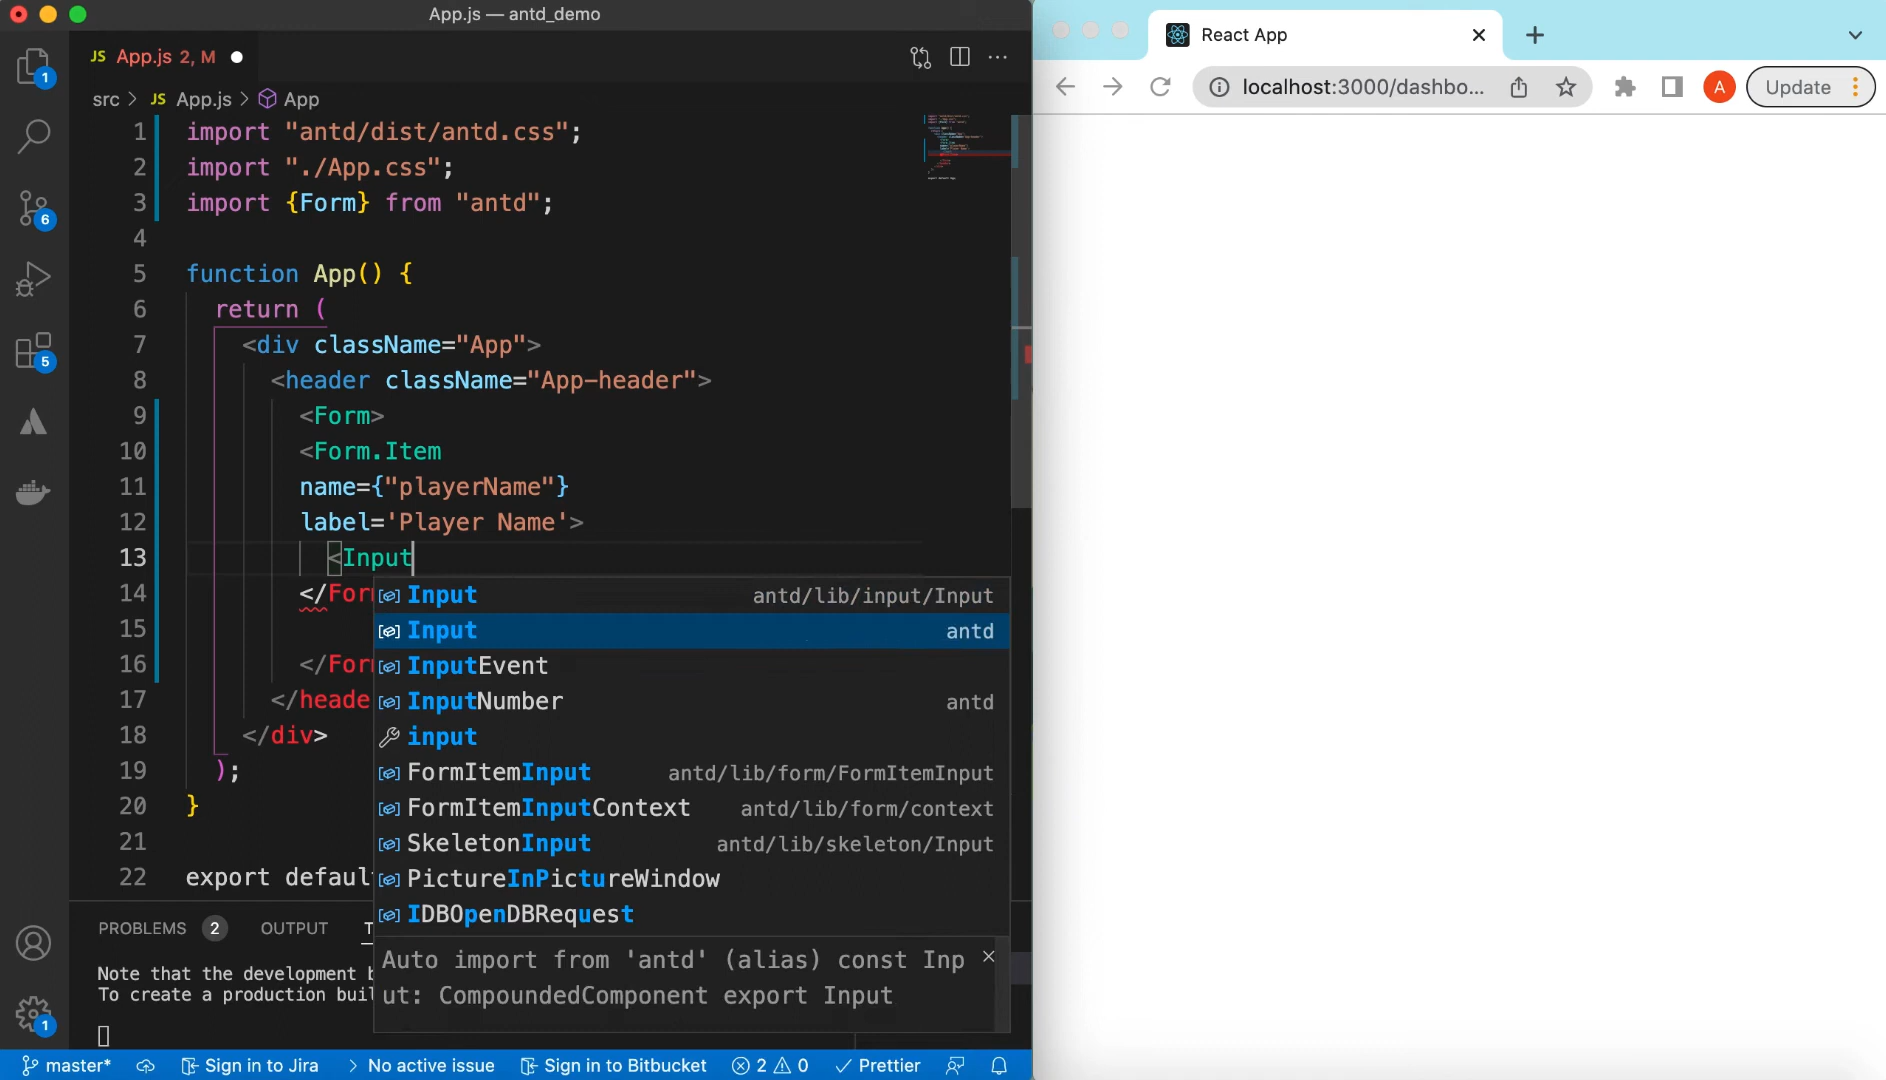 App.js — antd_demo
JS App.js 2, M
src > JS App.js > App
1 import "antd/dist/antd.css";
2 import "./App.css";
3 import {Form} from "antd";
4
5 function App() {
6 return (
7 <div className="App">
8 <header className="App-header">
9 <Form>
10 <Form.Item
11 name={"playerName"}
12 label='Player Name'>
13 <Input
14 </For
15
16 </For
17 </heade
18 </div>
19 );
20 }
21
22 export defaul
Input antd/lib/input/Input
Input antd
InputEvent
InputNumber antd
input
FormItemInput antd/lib/form/FormItemInput
FormItemInputContext antd/lib/form/context
SkeletonInput antd/lib/skeleton/Input
PictureInPictureWindow
IDBOpenDBRequest
Auto import from 'antd' (alias) const Inp
ut: CompoundedComponent export Input
1
6
5
1
PROBLEMS 2 OUTPUT T
Note that the development b
To create a production buil
master* Sign in to Jira > No active issue Sign in to Bitbucket 2 0 Prettier
React App
localhost:3000/dashbo...
A
Update